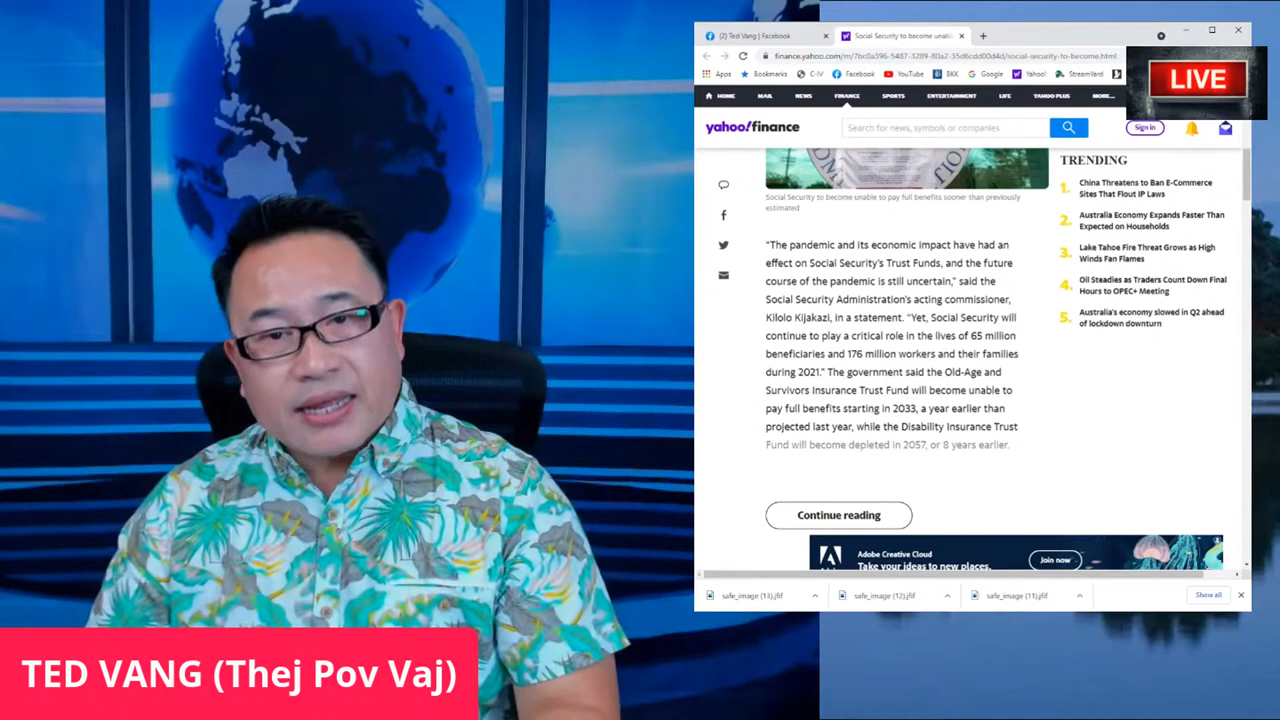 (2) Ted Vang | Facebook
Social Security to become unabl
finance.yahoo.com/m/7bc0a396-5487-3289-80a2-35d6cdd00d4d/social-security-to-become.html
Apps Bookmarks C-IV Facebook YouTube BKK Google Yahoo! StreamYard
LIVE
HOME MAIL NEWS FINANCE SPORTS ENTERTAINMENT LIFE YAHOO PLUS MORE...
yahoo!finance
Search for news, symbols or companies
Sign in
Social Security to become unable to pay full benefits sooner than previously
estimated
"The pandemic and its economic impact have had an
effect on Social Security's Trust Funds, and the future
course of the pandemic is still uncertain," said the
Social Security Administration's acting commissioner,
Kilolo Kijakazi, in a statement. "Yet, Social Security will
continue to play a critical role in the lives of 65 million
beneficiaries and 176 million workers and their families
during 2021." The government said the Old-Age and
Survivors Insurance Trust Fund will become unable to
pay full benefits starting in 2033, a year earlier than
projected last year, while the Disability Insurance Trust
Fund will become depleted in 2057, or 8 years earlier.
Continue reading
TRENDING
1. China Threatens to Ban E-Commerce
Sites That Flout IP Laws
2. Australia Economy Expands Faster Than
Expected on Households
3. Lake Tahoe Fire Threat Grows as High
Winds Fan Flames
4. Oil Steadies as Traders Count Down Final
Hours to OPEC+ Meeting
5. Australia's economy slowed in Q2 ahead
of lockdown downturn
Adobe Creative Cloud
Take your ideas to new places.
Join now
safe_image (13).jfif
safe_image (12).jfif
safe_image (11).jfif
Show all
TED VANG (Thej Pov Vaj)